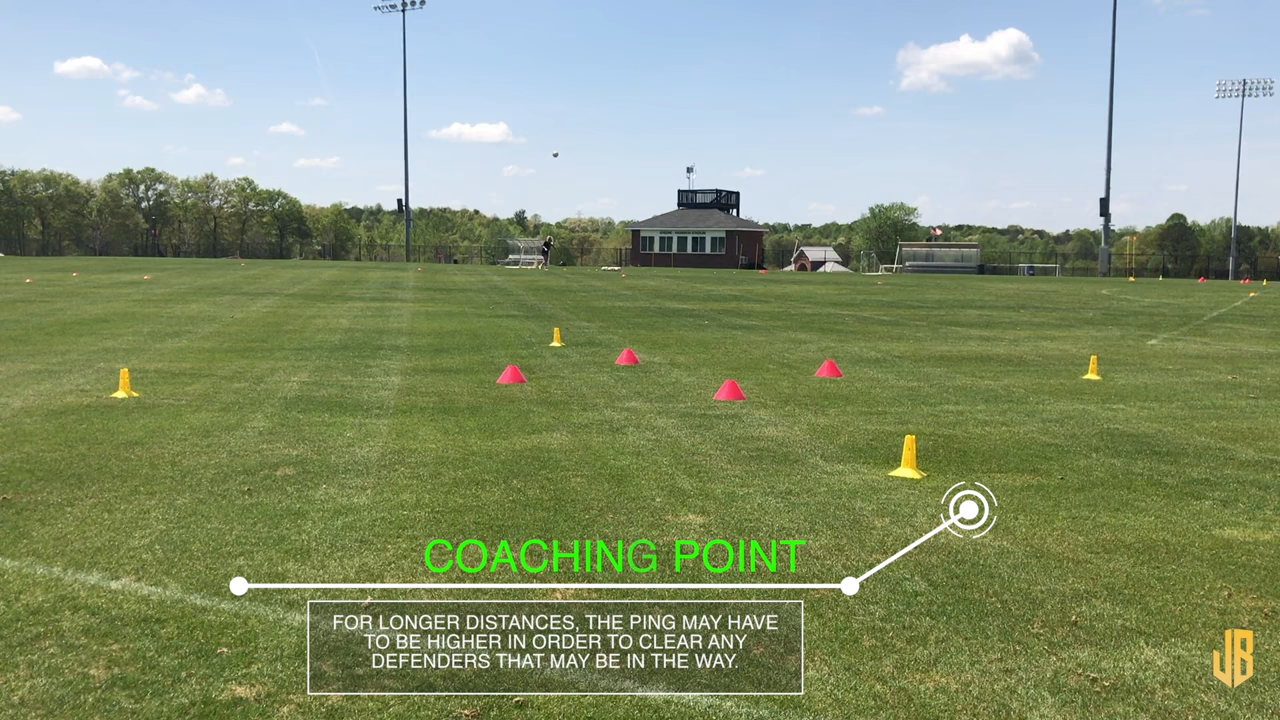 COACHING POINT
FOR LONGER DISTANCES, THE PING MAY HAVE
TO BE HIGHER IN ORDER TO CLEAR ANY
DEFENDERS THAT MAY BE IN THE WAY.
JB